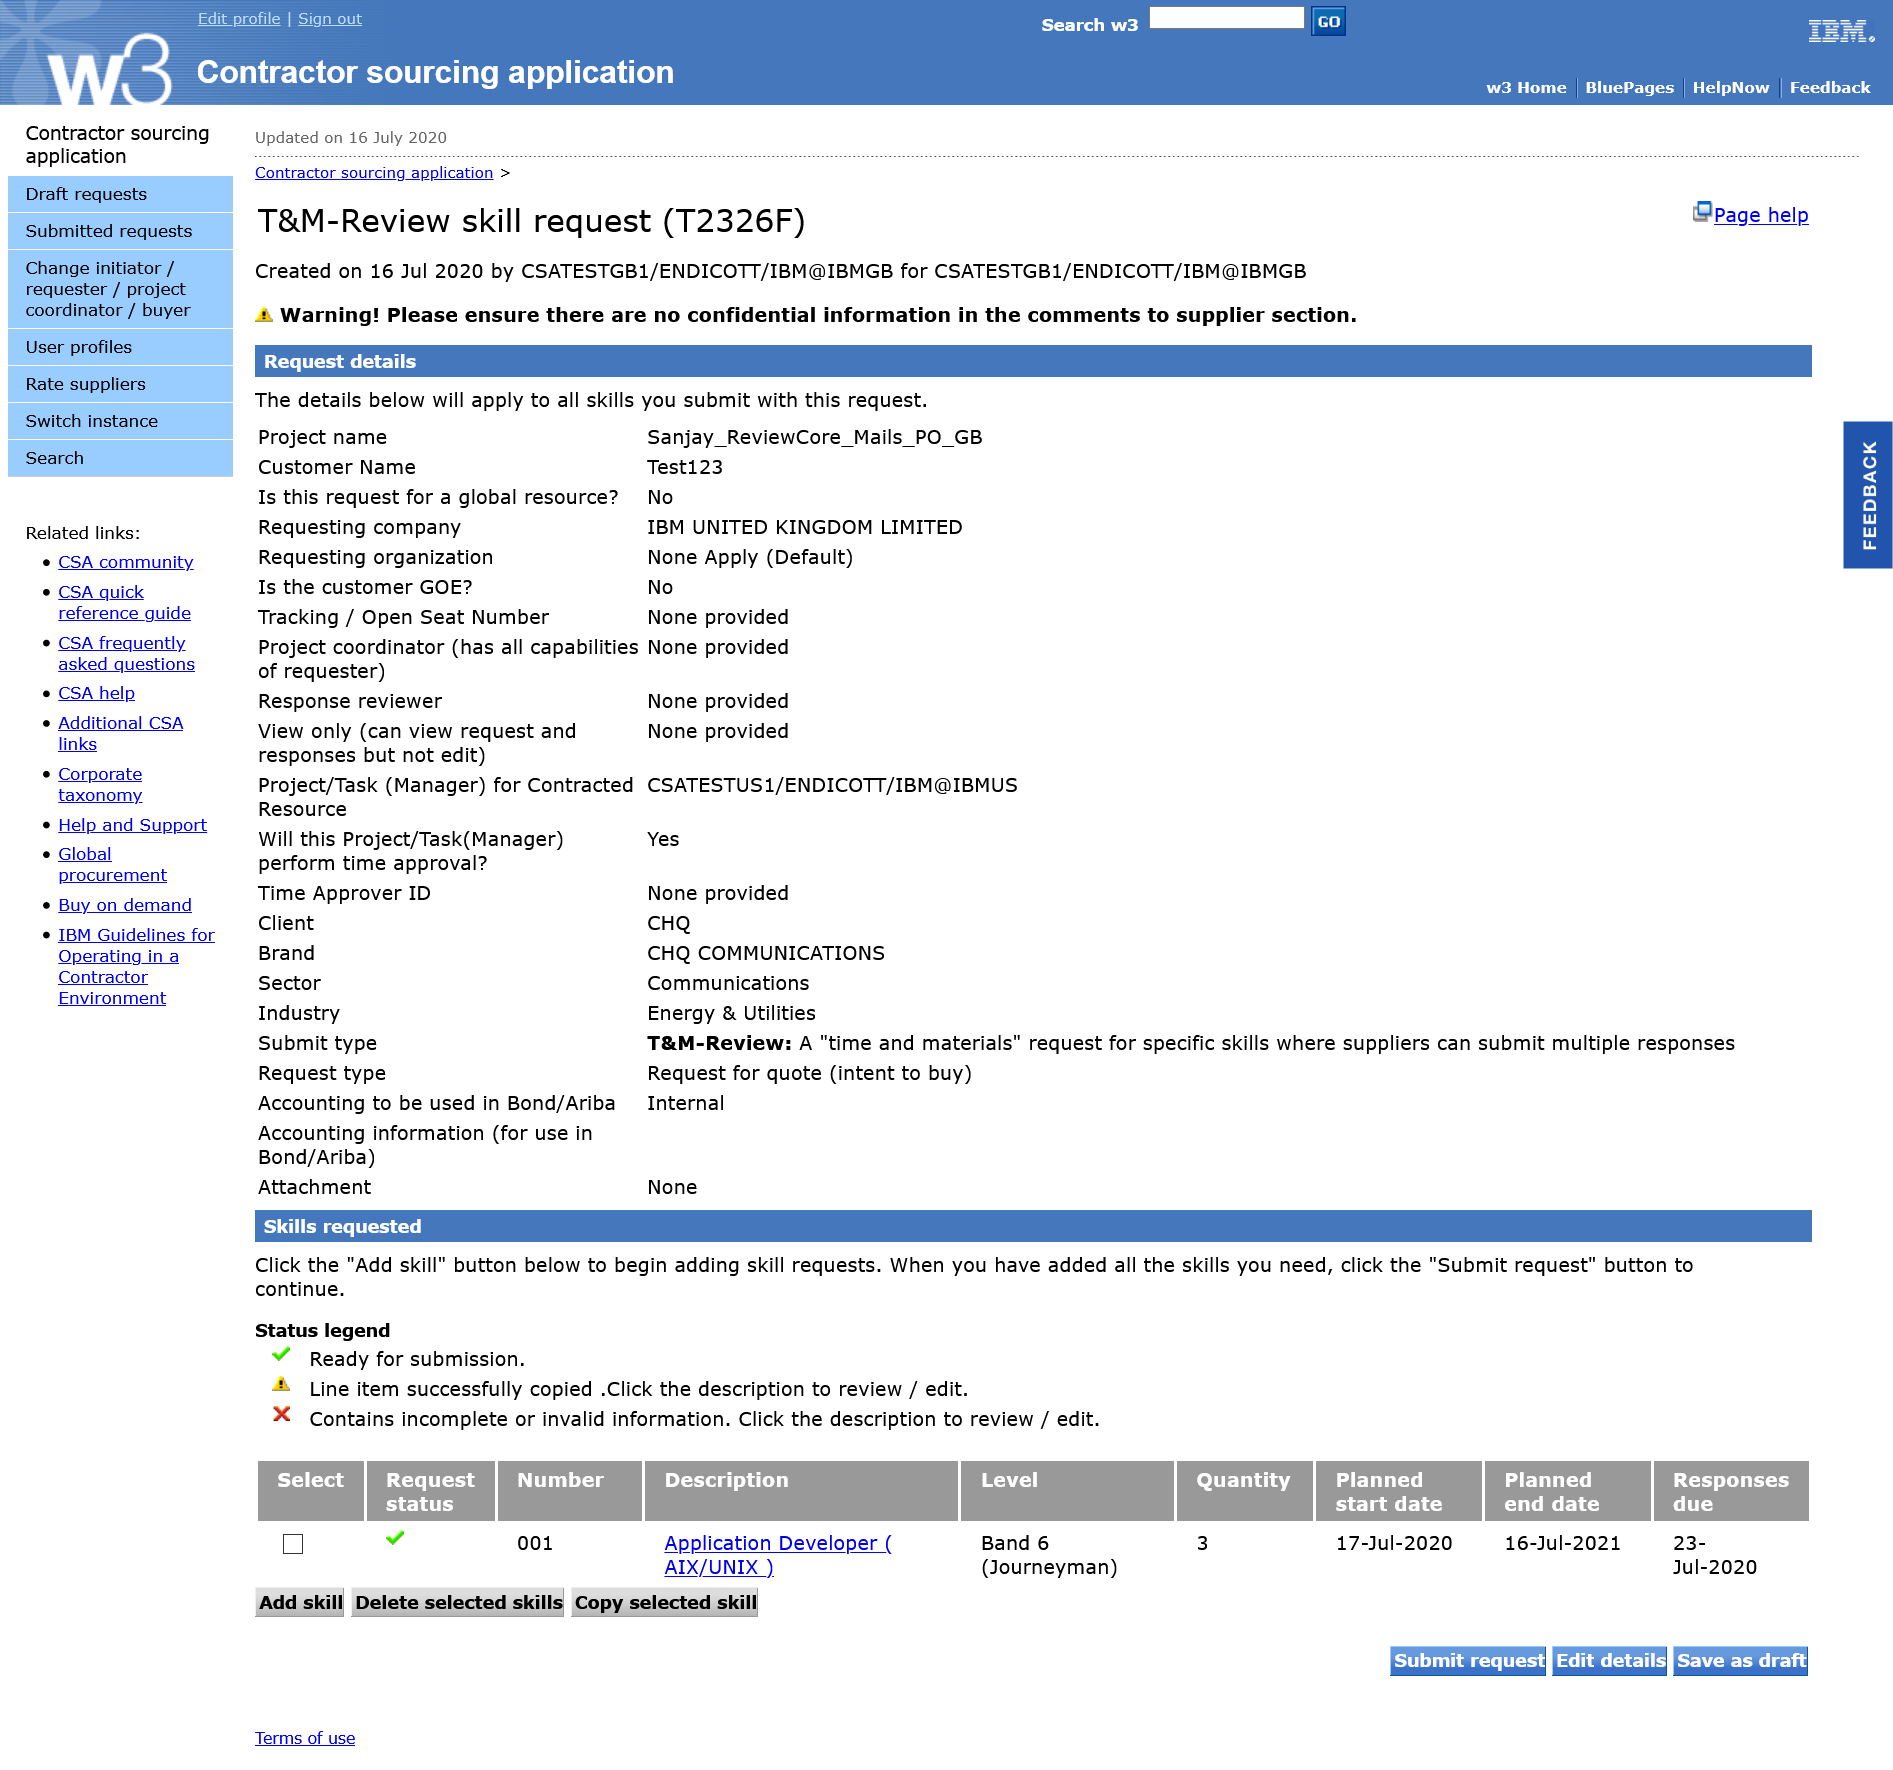 Edit profile | Sign out
Search w3
GO
IBM
w3
Contractor sourcing application
w3 Home
BluePages
HelpNow
Feedback
Contractor sourcing
application
Draft requests
Submitted requests
Change initiator /
requester / project
coordinator / buyer
User profiles
Rate suppliers
Switch instance
Search
Related links:
CSA community
CSA quick
reference guide
CSA frequently
asked questions
CSA help
Additional CSA
links
Corporate
taxonomy
Help and Support
Global
procurement
Buy on demand
IBM Guidelines for
Operating in a
Contractor
Environment
Updated on 16 July 2020
Contractor sourcing application >
T&M-Review skill request (T2326F)
Page help
Created on 16 Jul 2020 by CSATESTGB1/ENDICOTT/IBM@IBMGB for CSATESTGB1/ENDICOTT/IBM@IBMGB
Warning! Please ensure there are no confidential information in the comments to supplier section.
Request details
The details below will apply to all skills you submit with this request.
Project name Sanjay_ReviewCore_Mails_PO_GB
Customer Name Test123
Is this request for a global resource? No
Requesting company IBM UNITED KINGDOM LIMITED
Requesting organization None Apply (Default)
Is the customer GOE? No
Tracking / Open Seat Number None provided
Project coordinator (has all capabilities None provided
of requester)
Response reviewer None provided
View only (can view request and None provided
responses but not edit)
Project/Task (Manager) for Contracted CSATESTUS1/ENDICOTT/IBM@IBMUS
Resource
Will this Project/Task(Manager) Yes
perform time approval?
Time Approver ID None provided
Client CHQ
Brand CHQ COMMUNICATIONS
Sector Communications
Industry Energy & Utilities
Submit type T&M-Review: A "time and materials" request for specific skills where suppliers can submit multiple responses
Request type Request for quote (intent to buy)
Accounting to be used in Bond/Ariba Internal
Accounting information (for use in
Bond/Ariba)
Attachment None
FEEDBACK
Skills requested
Click the "Add skill" button below to begin adding skill requests. When you have added all the skills you need, click the "Submit request" button to
continue.
Status legend
Ready for submission.
Line item successfully copied .Click the description to review / edit.
Contains incomplete or invalid information. Click the description to review / edit.
Select Request Number Description Level Quantity Planned Planned Responses
status start date end date due
001 Application Developer ( Band 6 3 17-Jul-2020 16-Jul-2021 23-
AIX/UNIX ) (Journeyman) Jul-2020
Add skill Delete selected skills Copy selected skill
Submit request Edit details Save as draft
Terms of use